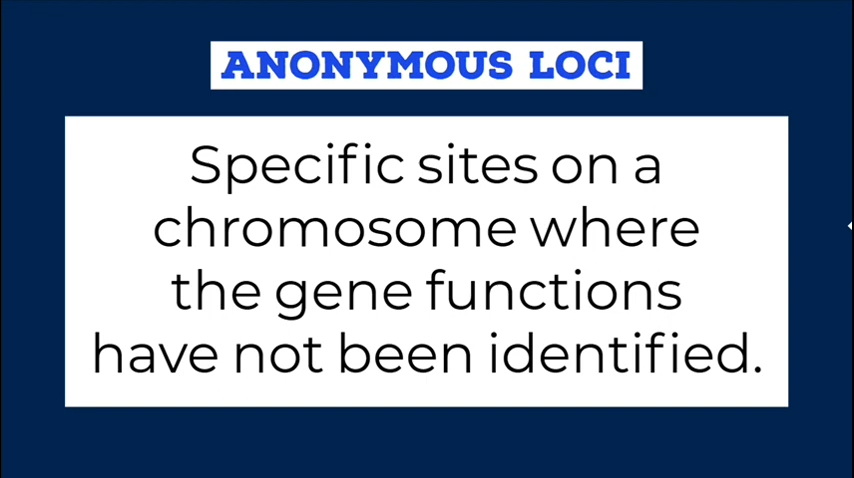 ANONYMOUS LOCI
Specific sites on a
chromosome where
the gene functions
have not been identified.